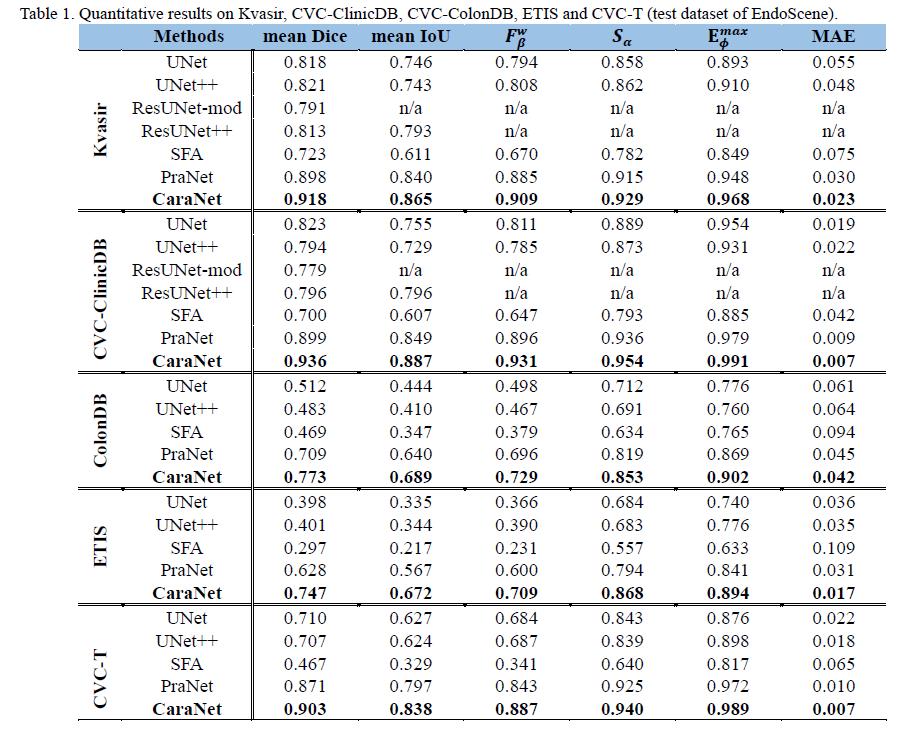 Table 1. Quantitative results on Kvasir, CVC-ClinicDB, CVC-ColonDB, ETIS and CVC-T (test dataset of EndoScene).
Methods mean Dice mean IoU F_β^w S_α E_ϕ^max MAE
Kvasir
UNet 0.818 0.746 0.794 0.858 0.893 0.055
UNet++ 0.821 0.743 0.808 0.862 0.910 0.048
ResUNet-mod 0.791 n/a n/a n/a n/a n/a
ResUNet++ 0.813 0.793 n/a n/a n/a n/a
SFA 0.723 0.611 0.670 0.782 0.849 0.075
PraNet 0.898 0.840 0.885 0.915 0.948 0.030
CaraNet 0.918 0.865 0.909 0.929 0.968 0.023
CVC-ClinicDB
UNet 0.823 0.755 0.811 0.889 0.954 0.019
UNet++ 0.794 0.729 0.785 0.873 0.931 0.022
ResUNet-mod 0.779 n/a n/a n/a n/a n/a
ResUNet++ 0.796 0.796 n/a n/a n/a n/a
SFA 0.700 0.607 0.647 0.793 0.885 0.042
PraNet 0.899 0.849 0.896 0.936 0.979 0.009
CaraNet 0.936 0.887 0.931 0.954 0.991 0.007
ColonDB
UNet 0.512 0.444 0.498 0.712 0.776 0.061
UNet++ 0.483 0.410 0.467 0.691 0.760 0.064
SFA 0.469 0.347 0.379 0.634 0.765 0.094
PraNet 0.709 0.640 0.696 0.819 0.869 0.045
CaraNet 0.773 0.689 0.729 0.853 0.902 0.042
ETIS
UNet 0.398 0.335 0.366 0.684 0.740 0.036
UNet++ 0.401 0.344 0.390 0.683 0.776 0.035
SFA 0.297 0.217 0.231 0.557 0.633 0.109
PraNet 0.628 0.567 0.600 0.794 0.841 0.031
CaraNet 0.747 0.672 0.709 0.868 0.894 0.017
CVC-T
UNet 0.710 0.627 0.684 0.843 0.876 0.022
UNet++ 0.707 0.624 0.687 0.839 0.898 0.018
SFA 0.467 0.329 0.341 0.640 0.817 0.065
PraNet 0.871 0.797 0.843 0.925 0.972 0.010
CaraNet 0.903 0.838 0.887 0.940 0.989 0.007